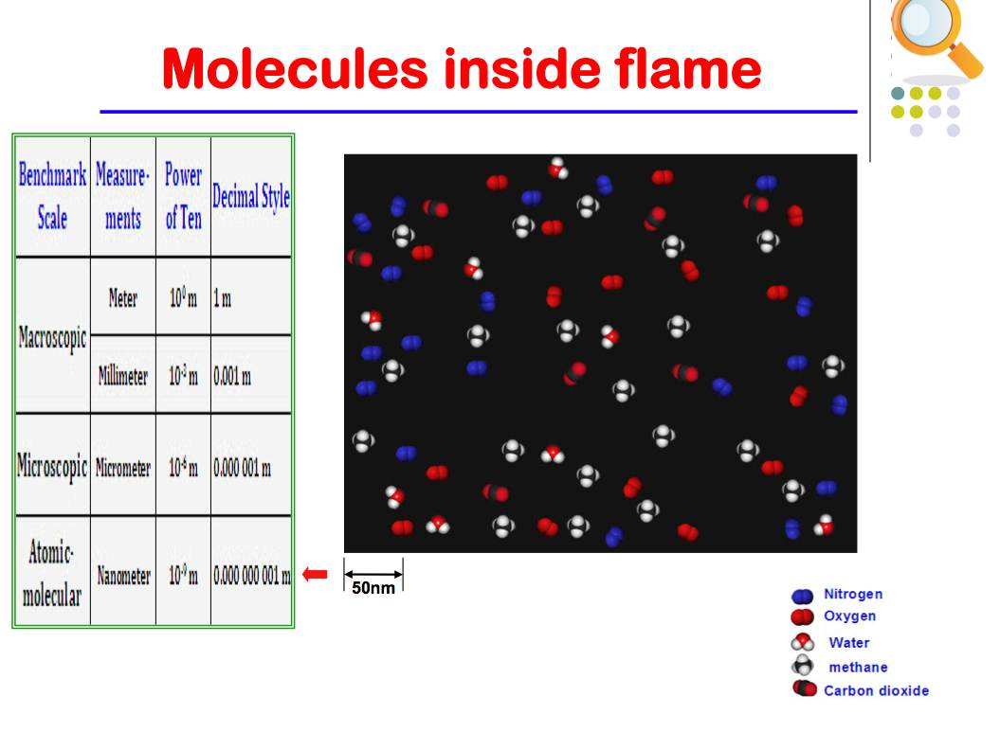 Molecules inside flame
Benchmark
Scale
Measure-
ments
Power
of Ten
Decimal Style
Macroscopic
Meter
10⁰ m
1 m
Millimeter
10⁻³ m
0.001 m
Microscopic
Micrometer
10⁻⁶ m
0.000 001 m
Atomic-
molecular
Nanometer
10⁻⁹ m
0.000 000 001 m
50nm
Nitrogen
Oxygen
Water
methane
Carbon dioxide